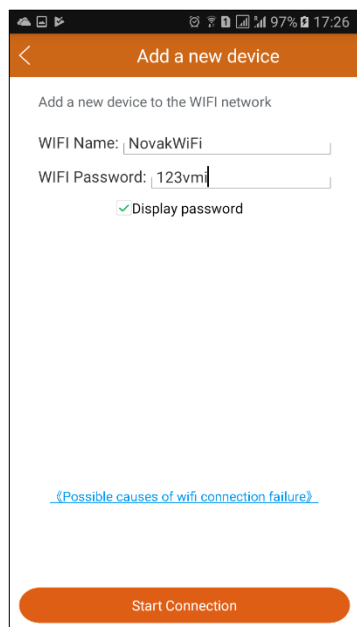 97% 17:26
Add a new device
Add a new device to the WIFI network
WIFI Name: NovakWiFi
WIFI Password: 123vmi
Display password
《Possible causes of wifi connection failure》
Start Connection